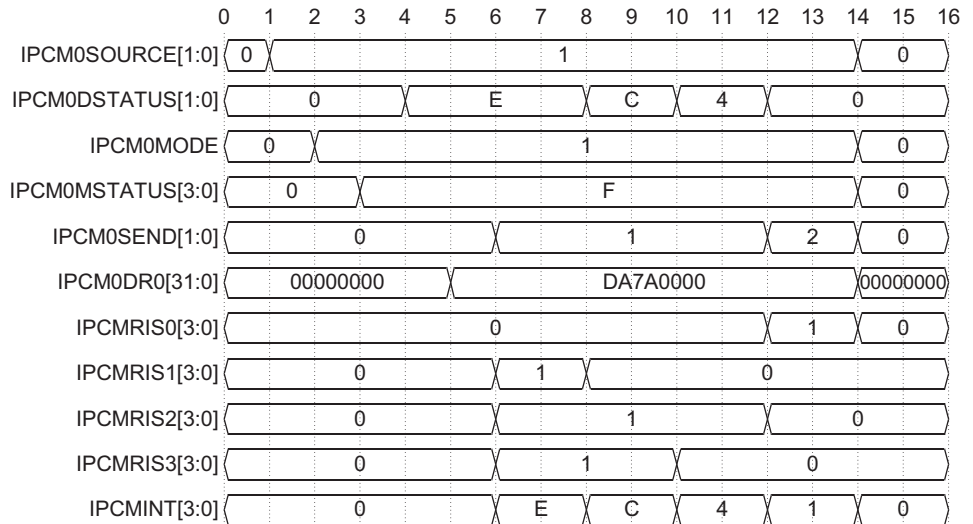 0 1 2 3 4 5 6 7 8 9 10 11 12 13 14 15 16
IPCM0SOURCE[1:0] 0 1 0
IPCM0DSTATUS[1:0] 0 E C 4 0
IPCM0MODE 0 1 0
IPCM0MSTATUS[3:0] 0 F 0
IPCM0SEND[1:0] 0 1 2 0
IPCM0DR0[31:0] 00000000 DA7A0000 00000000
IPCMRIS0[3:0] 0 1 0
IPCMRIS1[3:0] 0 1 0
IPCMRIS2[3:0] 0 1 0
IPCMRIS3[3:0] 0 1 0
IPCMINT[3:0] 0 E C 4 1 0